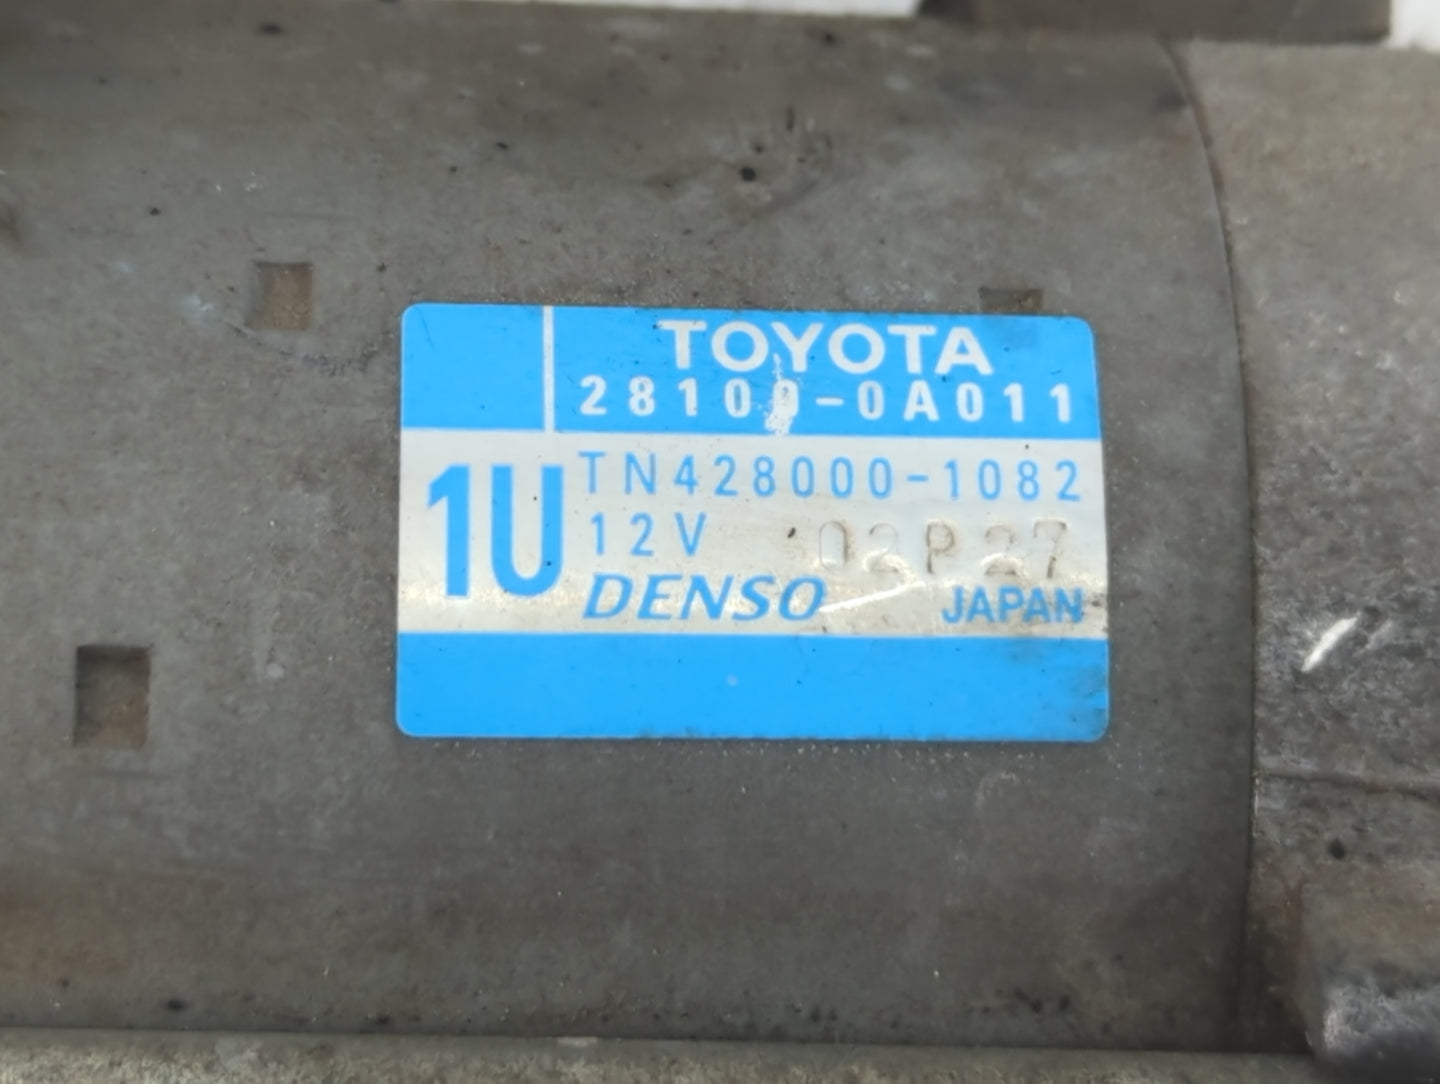 TOYOTA
28100-0A011
1U
TN428000-1082
12V 02P27
DENSO JAPAN